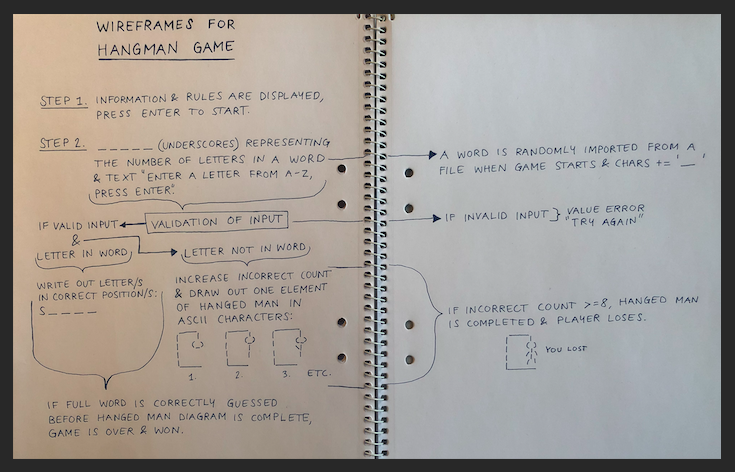 WIREFRAMES FOR
HANGMAN GAME
STEP 1. INFORMATION & RULES ARE DISPLAYED,
PRESS ENTER TO START.
STEP 2. _ _ _ _ _ _ (UNDERSCORES) REPRESENTING
THE NUMBER OF LETTERS IN A WORD
& TEXT "ENTER A LETTER FROM A-Z,
PRESS ENTER".
A WORD IS RANDOMLY IMPORTED FROM A
FILE WHEN GAME STARTS & CHARS += '__'
VALIDATION OF INPUT
IF VALID INPUT
&
LETTER IN WORD
LETTER NOT IN WORD
IF INVALID INPUT } VALUE ERROR
"TRY AGAIN"
WRITE OUT LETTER/S
IN CORRECT POSITION/S:
S _ _ _ _
INCREASE INCORRECT COUNT
& DRAW OUT ONE ELEMENT
OF HANGED MAN IN
ASCII CHARACTERS:
1. 2. 3. ETC.
IF INCORRECT COUNT >=8, HANGED MAN
IS COMPLETED & PLAYER LOSES.
YOU LOST
IF FULL WORD IS CORRECTLY GUESSED
BEFORE HANGED MAN DIAGRAM IS COMPLETE,
GAME IS OVER & WON.